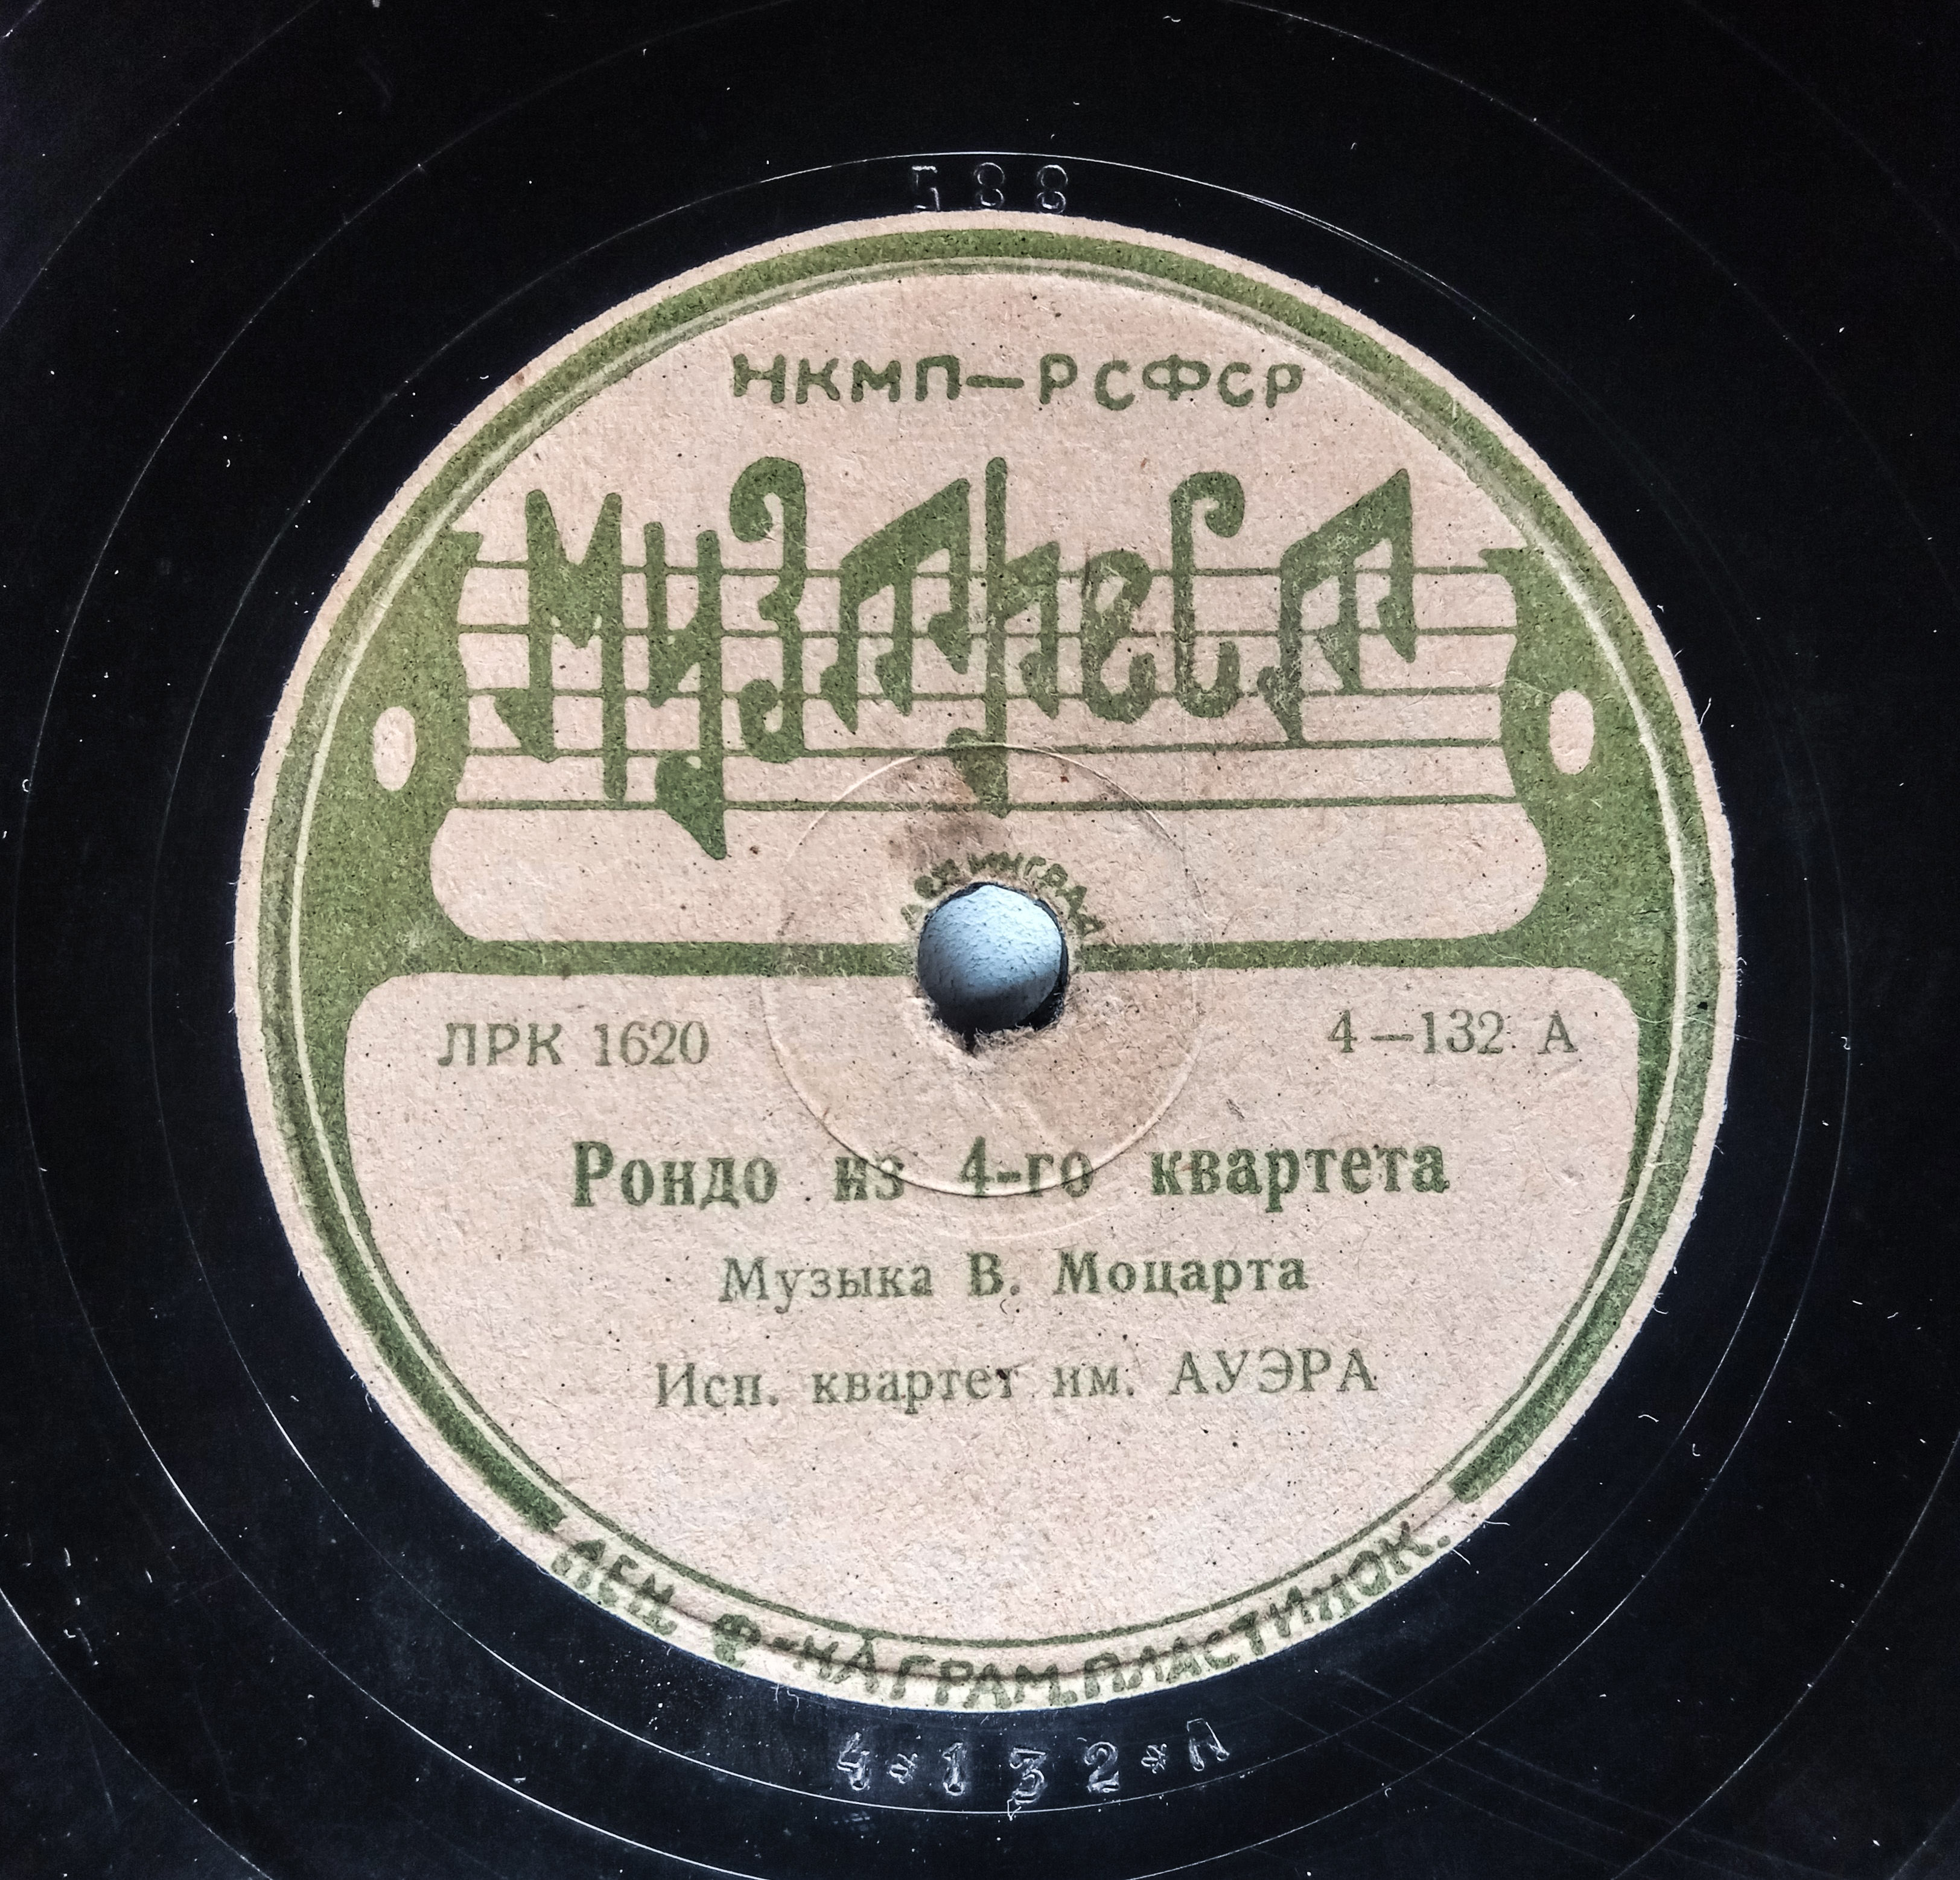 588
НКМП—РСФСР
Музтрест
ЛЕНИНГРАД
ЛРК 1620
4—132 А
Рондо из 4-го квартета
Музыка В. Моцарта
Исп. квартет им. АУЭРА
ЛЕН. Ф-КА ГРАМ.ПЛАСТИНОК.
4*132*А